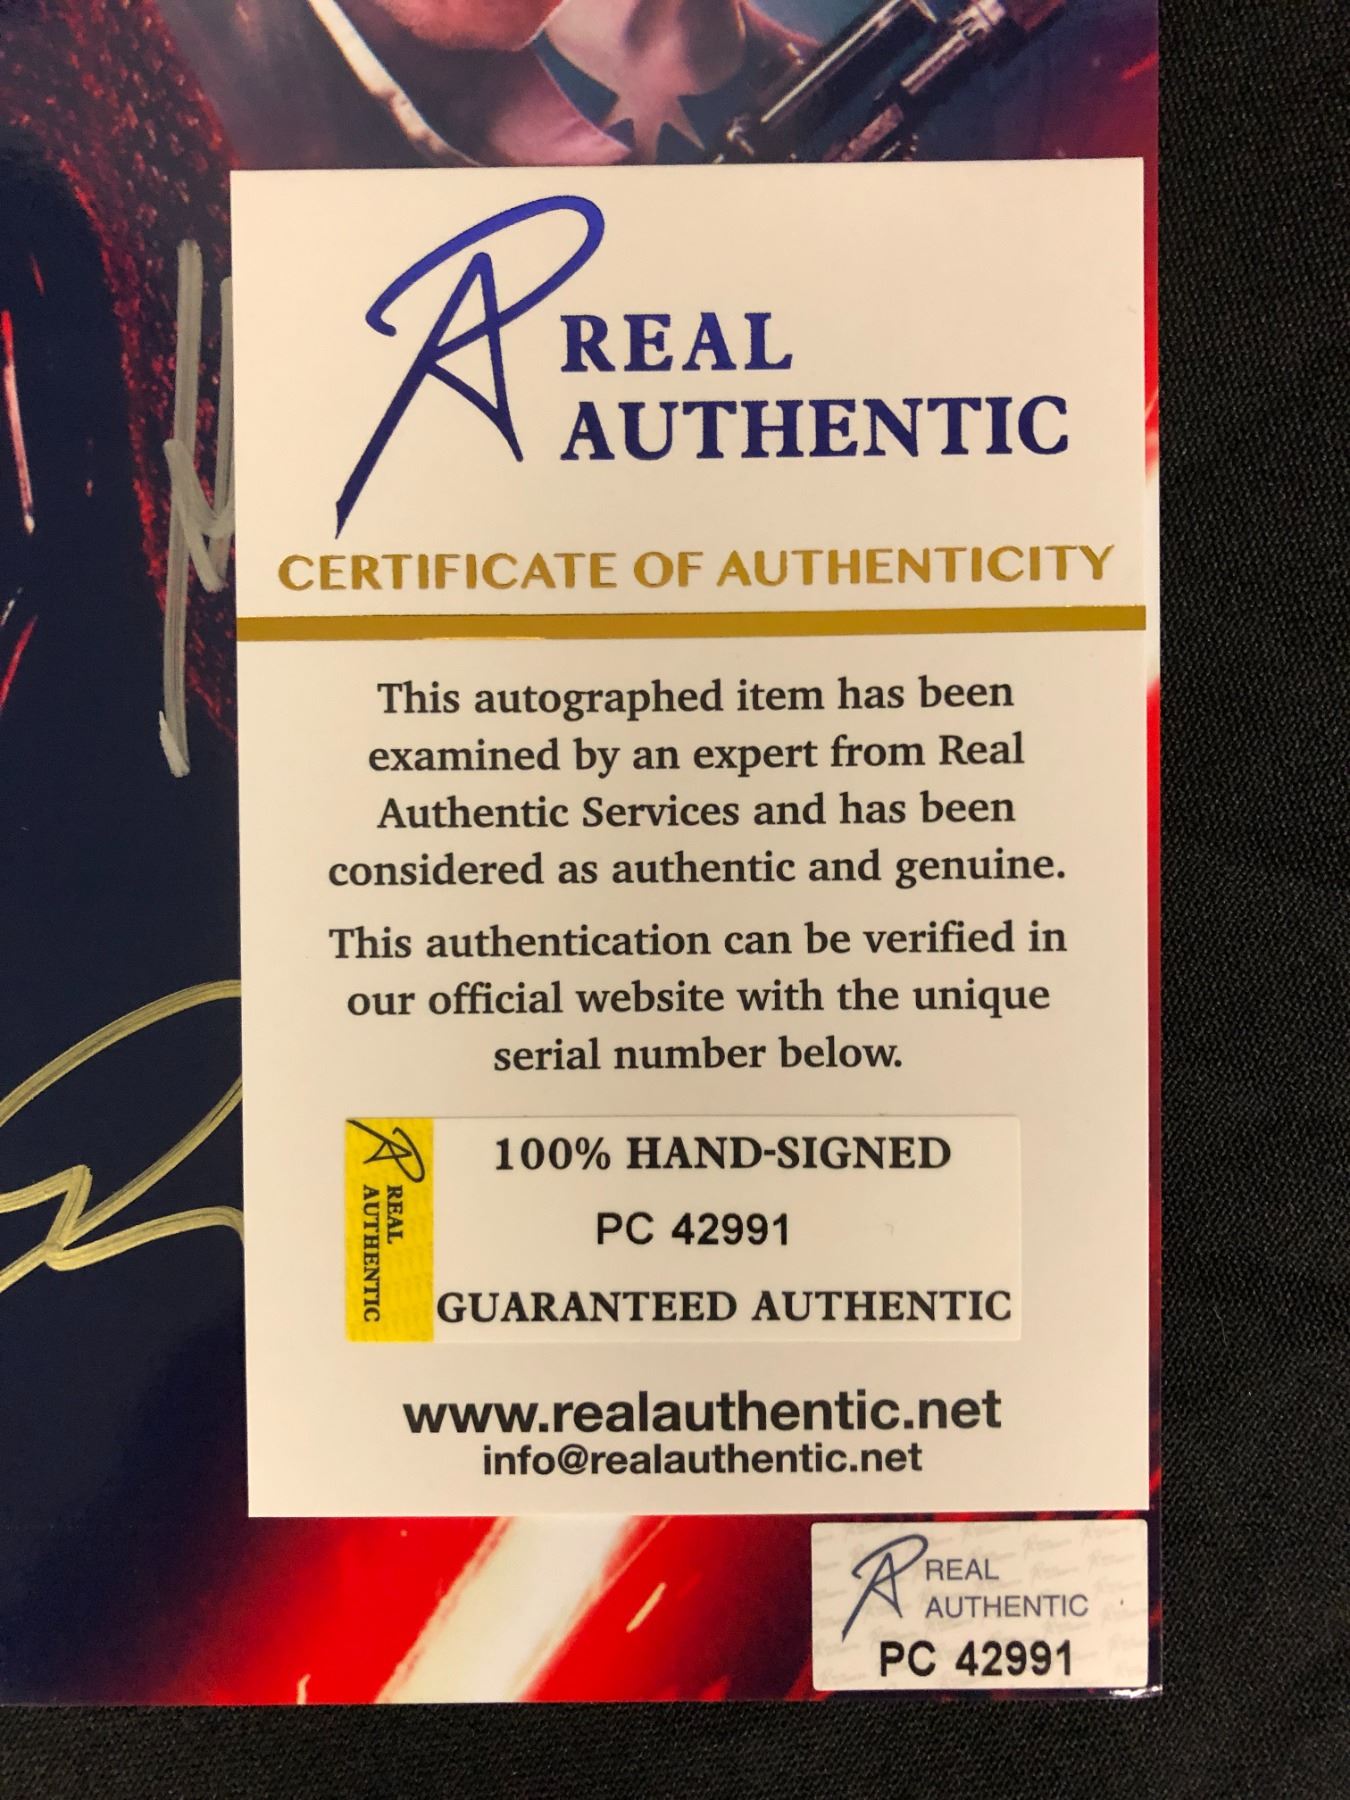 REAL
AUTHENTIC
CERTIFICATE OF AUTHENTICITY
This autographed item has been
examined by an expert from Real
Authentic Services and has been
considered as authentic and genuine.
This authentication can be verified in
our official website with the unique
serial number below.
REAL
AUTHENTIC
100% HAND-SIGNED
PC 42991
GUARANTEED AUTHENTIC
www.realauthentic.net
info@realauthentic.net
REAL
AUTHENTIC
PC 42991